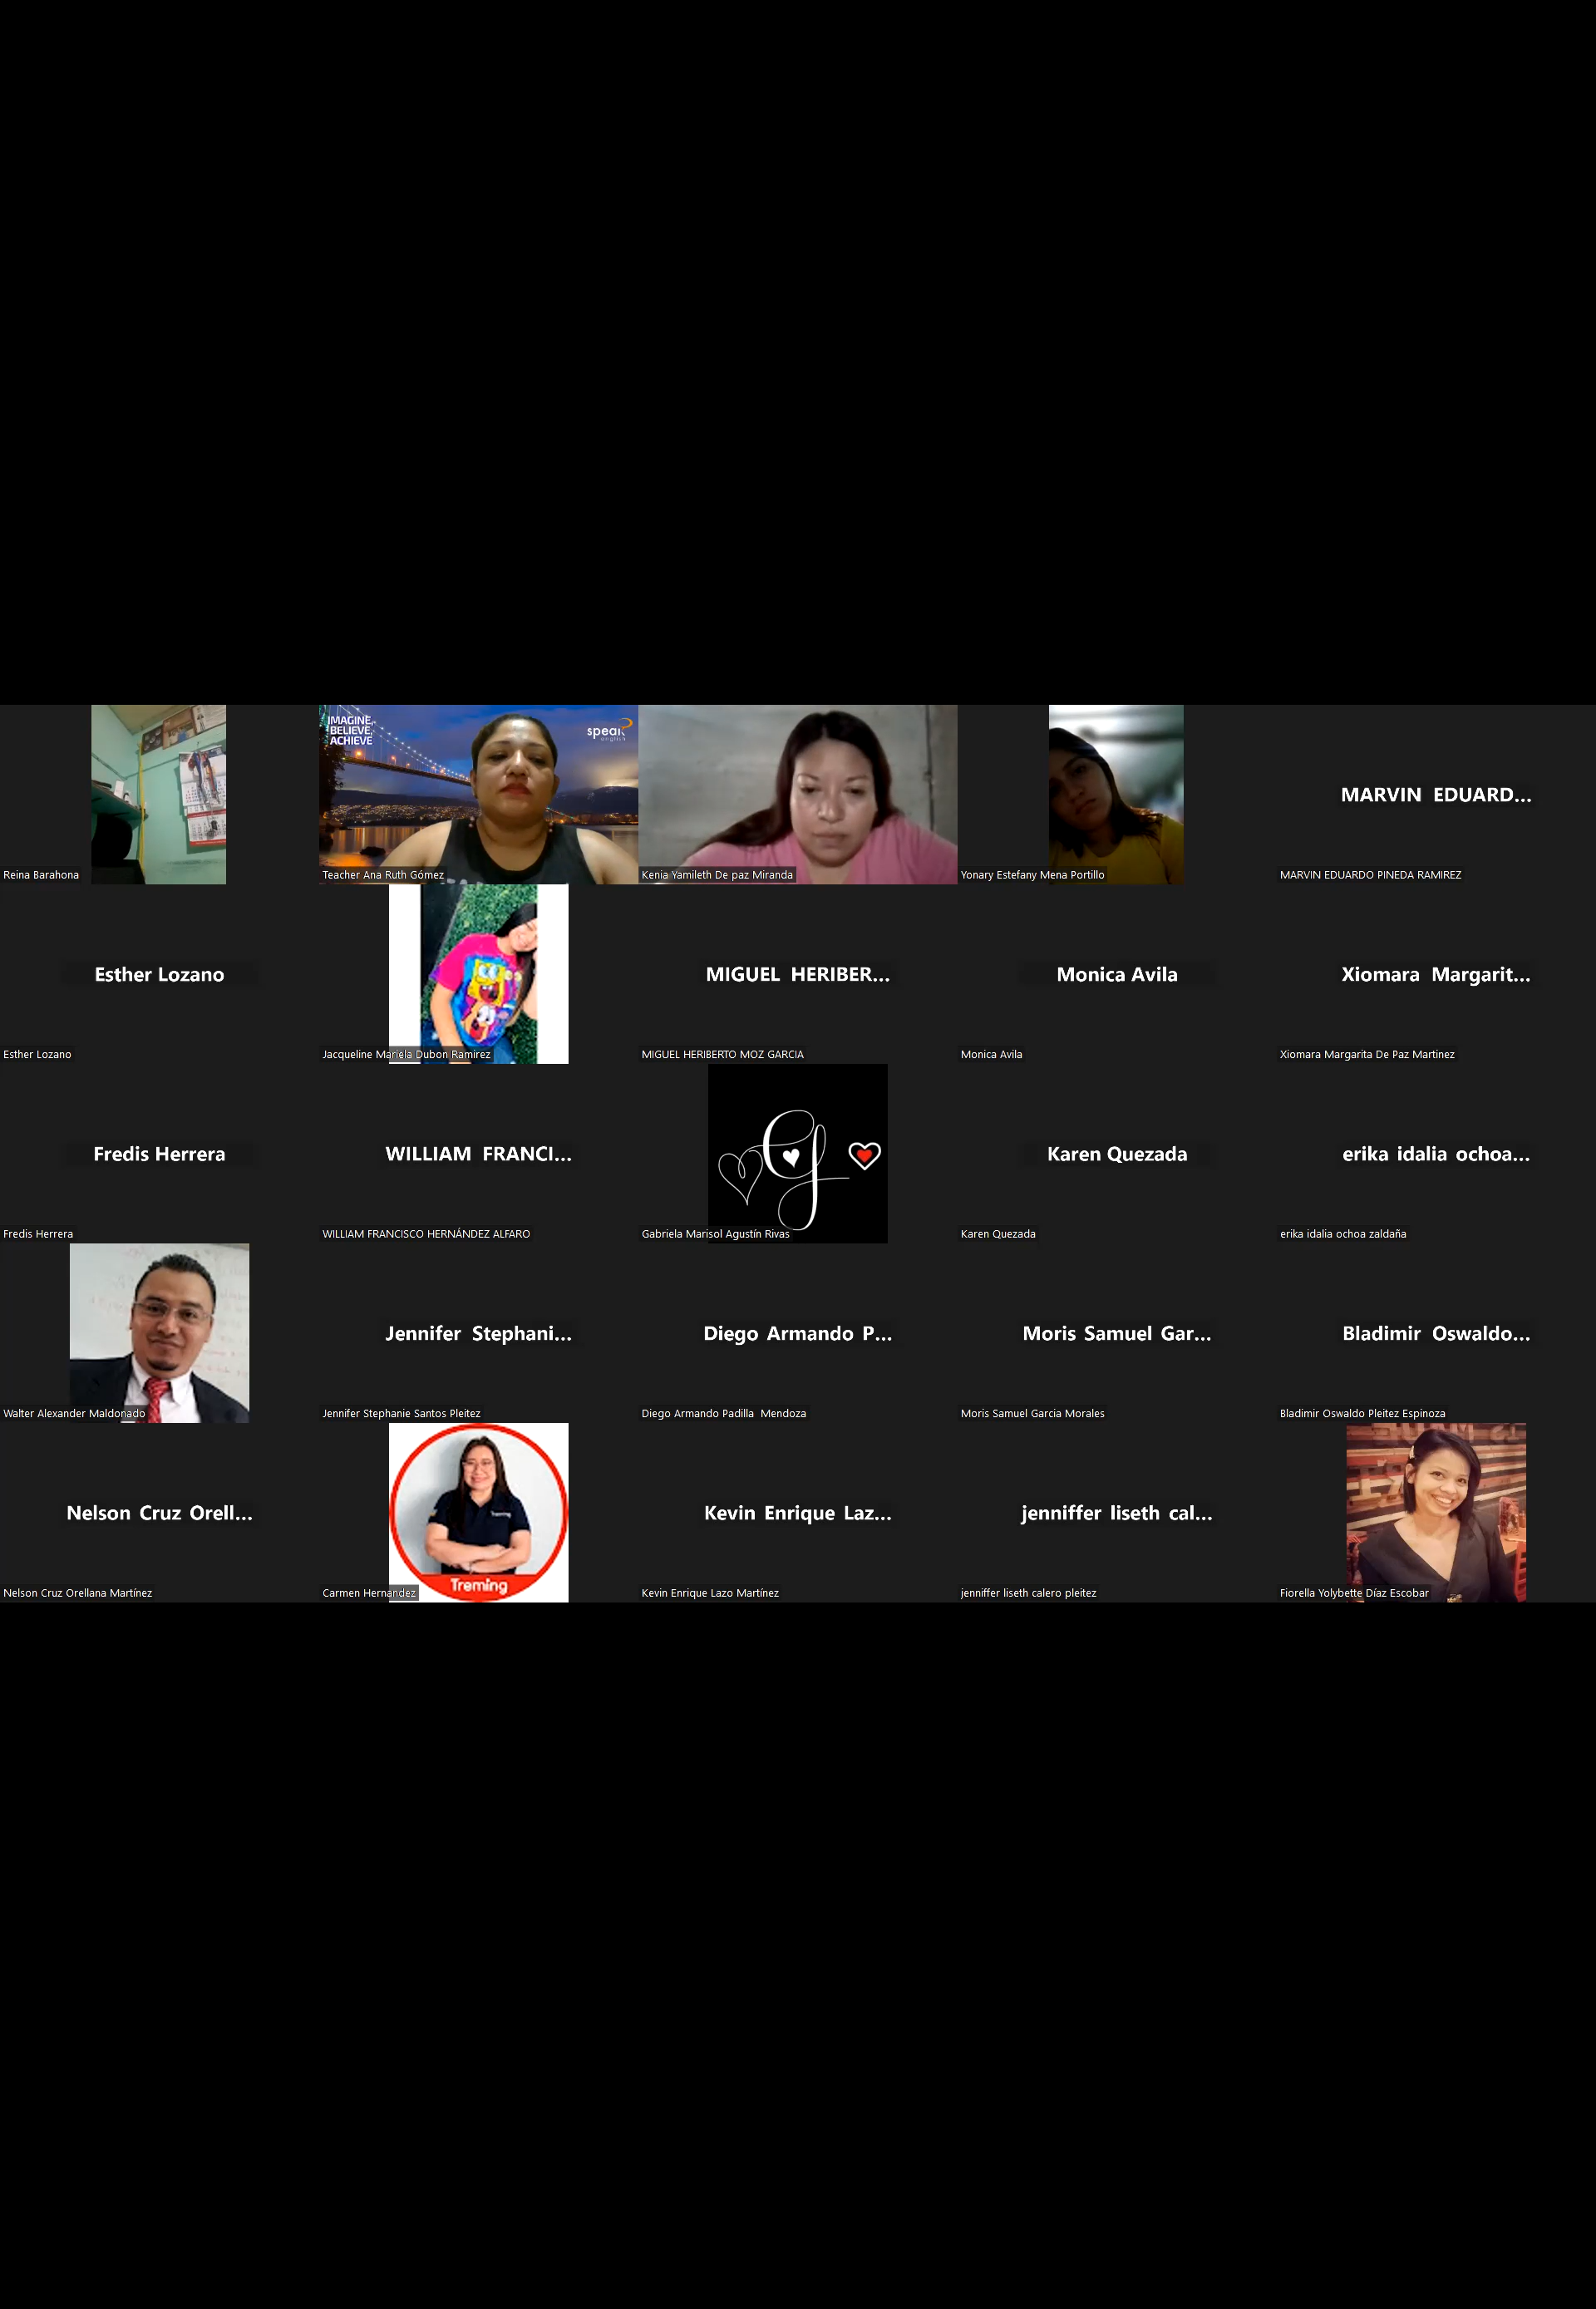 IMAGINE,
BELIEVE,
ACHIEVE
speak
english
Reina Barahona
Teacher Ana Ruth Gómez
Kenia Yamileth De paz Miranda
Yonary Estefany Mena Portillo
MARVIN EDUARD...
MARVIN EDUARDO PINEDA RAMIREZ
Esther Lozano
Esther Lozano
Jacqueline Mariela Dubon Ramirez
MIGUEL HERIBER...
MIGUEL HERIBERTO MOZ GARCIA
Monica Avila
Monica Avila
Xiomara Margarit...
Xiomara Margarita De Paz Martinez
Fredis Herrera
Fredis Herrera
WILLIAM FRANCI...
WILLIAM FRANCISCO HERNÁNDEZ ALFARO
G
Gabriela Marisol Agustín Rivas
Karen Quezada
Karen Quezada
erika idalia ochoa...
erika idalia ochoa zaldaña
Walter Alexander Maldonado
Jennifer Stephani...
Jennifer Stephanie Santos Pleitez
Diego Armando P...
Diego Armando Padilla Mendoza
Moris Samuel Gar...
Moris Samuel Garcia Morales
Bladimir Oswaldo...
Bladimir Oswaldo Pleitez Espinoza
Nelson Cruz Orell...
Nelson Cruz Orellana Martínez
Treming
Carmen Hernández
Kevin Enrique Laz...
Kevin Enrique Lazo Martínez
jenniffer liseth cal...
jenniffer liseth calero pleitez
Fiorella Yolybette Díaz Escobar